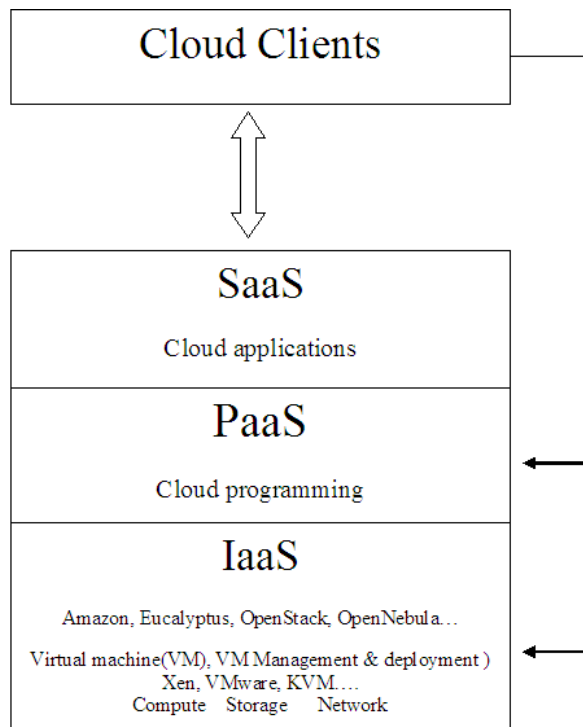 Cloud Clients
SaaS
Cloud applications
PaaS
Cloud programming
IaaS
Amazon, Eucalyptus, OpenStack, OpenNebula…
Virtual machine(VM), VM Management & deployment )
Xen, VMware, KVM….
Compute Storage Network